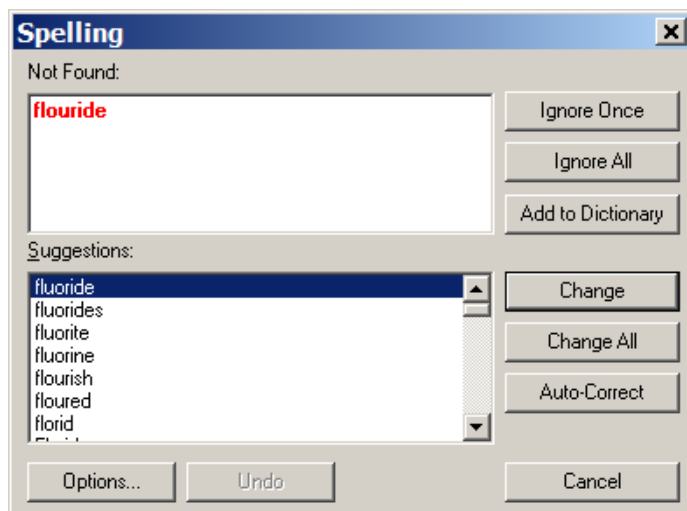 Spelling
Not Found:
flouride
Ignore Once
Ignore All
Add to Dictionary
Suggestions:
fluoride
fluorides
fluorite
fluorine
flourish
floured
florid
Change
Change All
Auto-Correct
Options...
Undo
Cancel